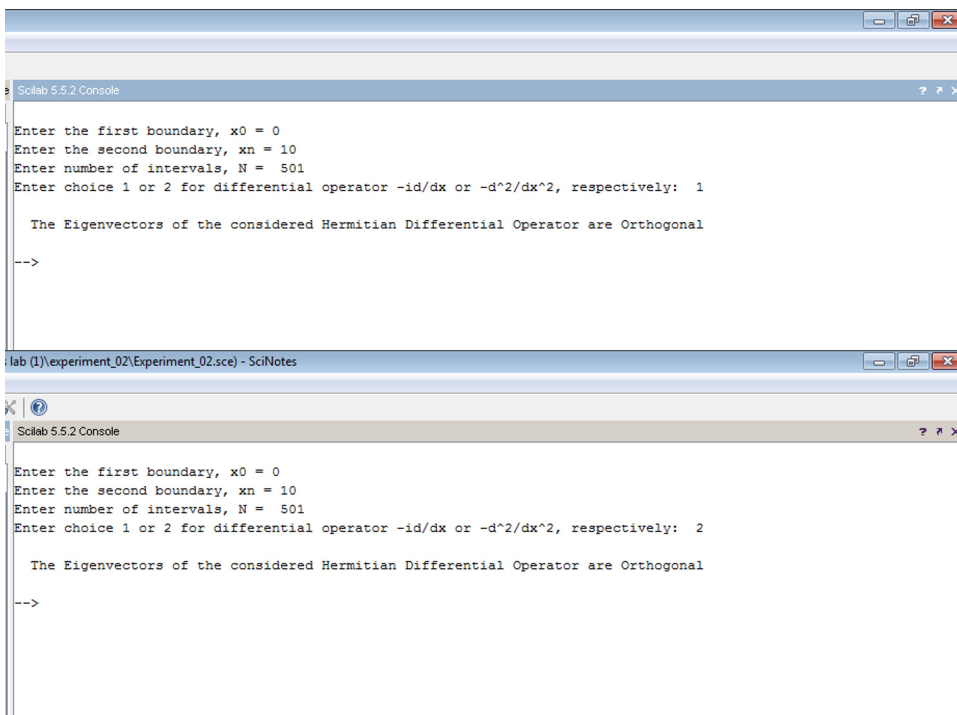 Scilab 5.5.2 Console
Enter the first boundary, x0 = 0
Enter the second boundary, xn = 10
Enter number of intervals, N =  501
Enter choice 1 or 2 for differential operator -id/dx or -d^2/dx^2, respectively:  1
The Eigenvectors of the considered Hermitian Differential Operator are Orthogonal
-->
lab (1)\experiment_02\Experiment_02.sce) - SciNotes
Scilab 5.5.2 Console
Enter the first boundary, x0 = 0
Enter the second boundary, xn = 10
Enter number of intervals, N =  501
Enter choice 1 or 2 for differential operator -id/dx or -d^2/dx^2, respectively:  2
The Eigenvectors of the considered Hermitian Differential Operator are Orthogonal
-->